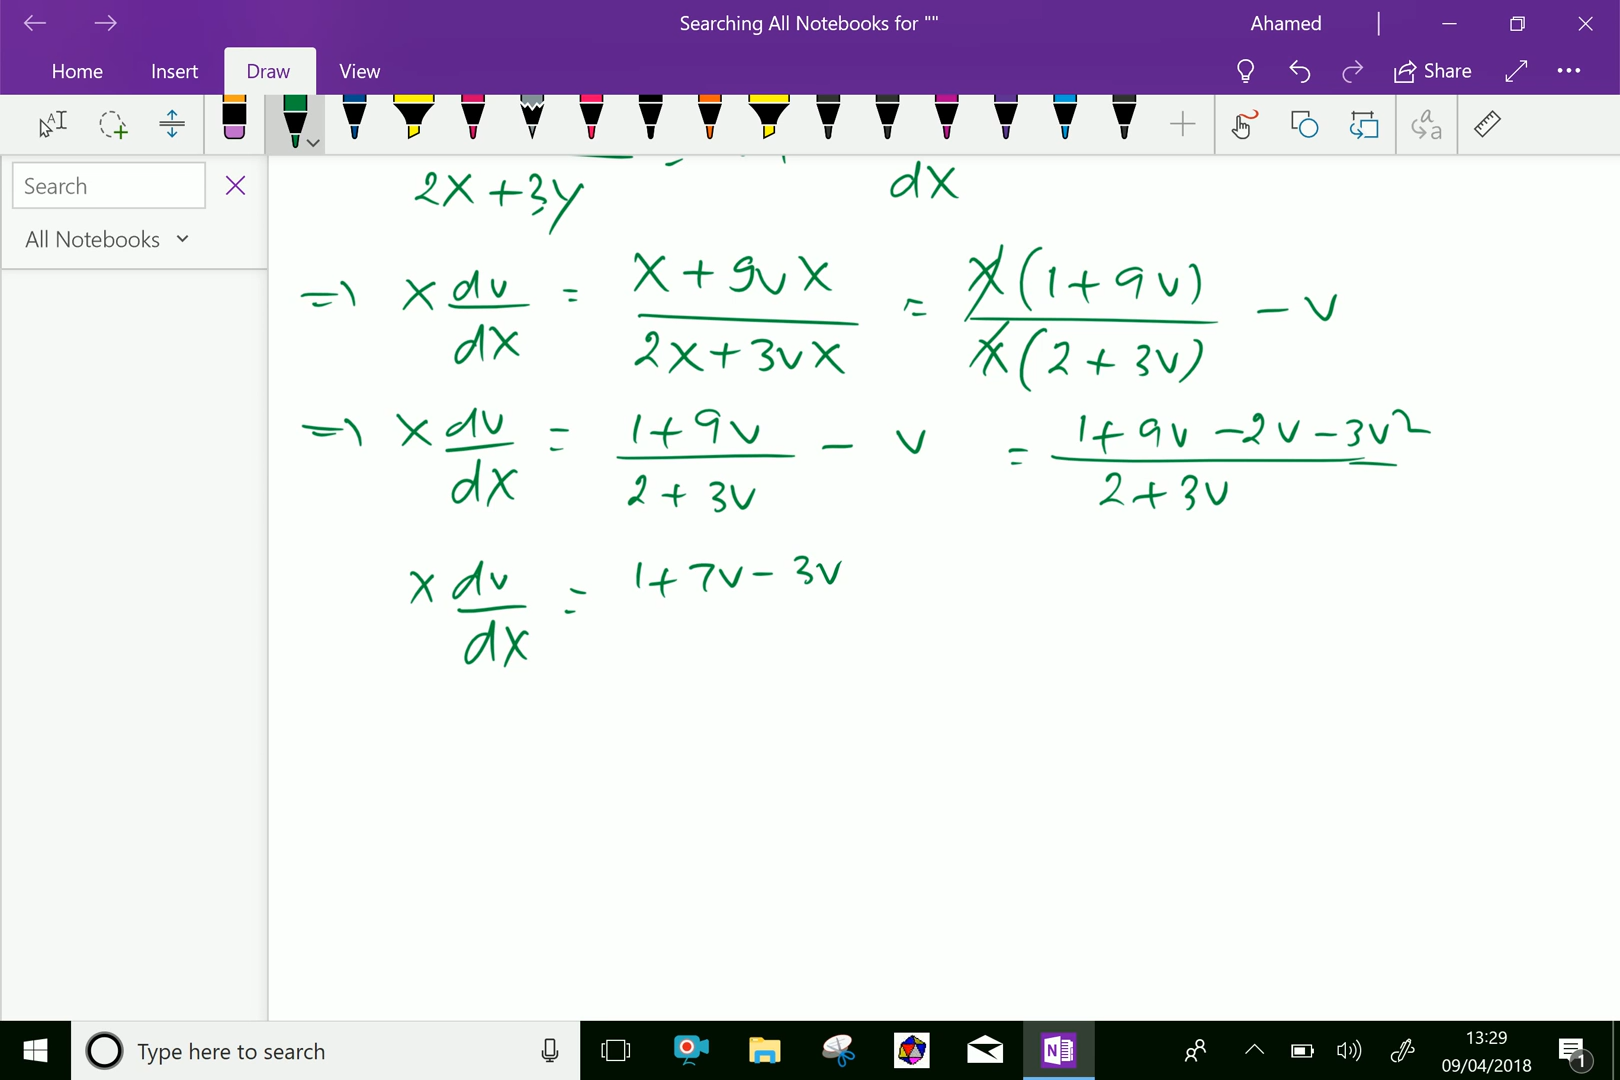 Searching All Notebooks for ""
Ahamed
Home Insert Draw View
Share
Search
All Notebooks
2x + 3y
dx
=> x dv/dx = x + 9vx / 2x + 3vx = x(1 + 9v) / x(2 + 3v) - v
=> x dv/dx = 1 + 9v / 2 + 3v - v = 1 + 9v - 2v - 3v² / 2 + 3v
x dv/dx = 1 + 7v - 3v
Type here to search
13:29
09/04/2018
1